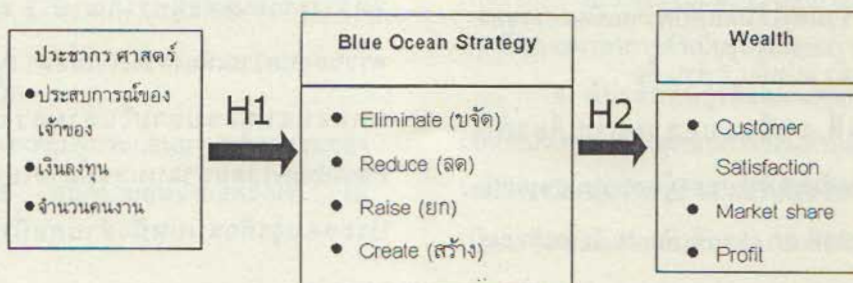 ประชากรศาสตร์
●ประสบการณ์ของ
เจ้าของ
●เงินลงทุน
●จำนวนคนงาน
H1
Blue Ocean Strategy
Eliminate (ขจัด)
● Reduce (ลด)
● Raise (ยก)
● Create (สร้าง)
H2
Wealth
● Customer
Satisfaction
● Market share
● Profit